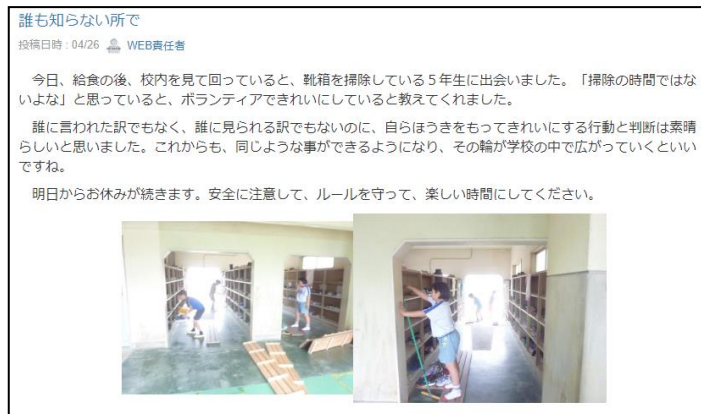 誰も知らない所で
投稿日時 : 04/26 WEB責任者
今日、給食の後、校内を見て回っていると、靴箱を掃除している５年生に出会いました。「掃除の時間ではな
いよな」と思っていると、ボランティアできれいにしていると教えてくれました。
誰に言われた訳でもなく、誰に見られる訳でもないのに、自らほうきをもってきれいにする行動と判断は素晴
らしいと思いました。これからも、同じような事ができるようになり、その輪が学校の中で広がっていくといい
ですね。
明日からお休みが続きます。安全に注意して、ルールを守って、楽しい時間にしてください。